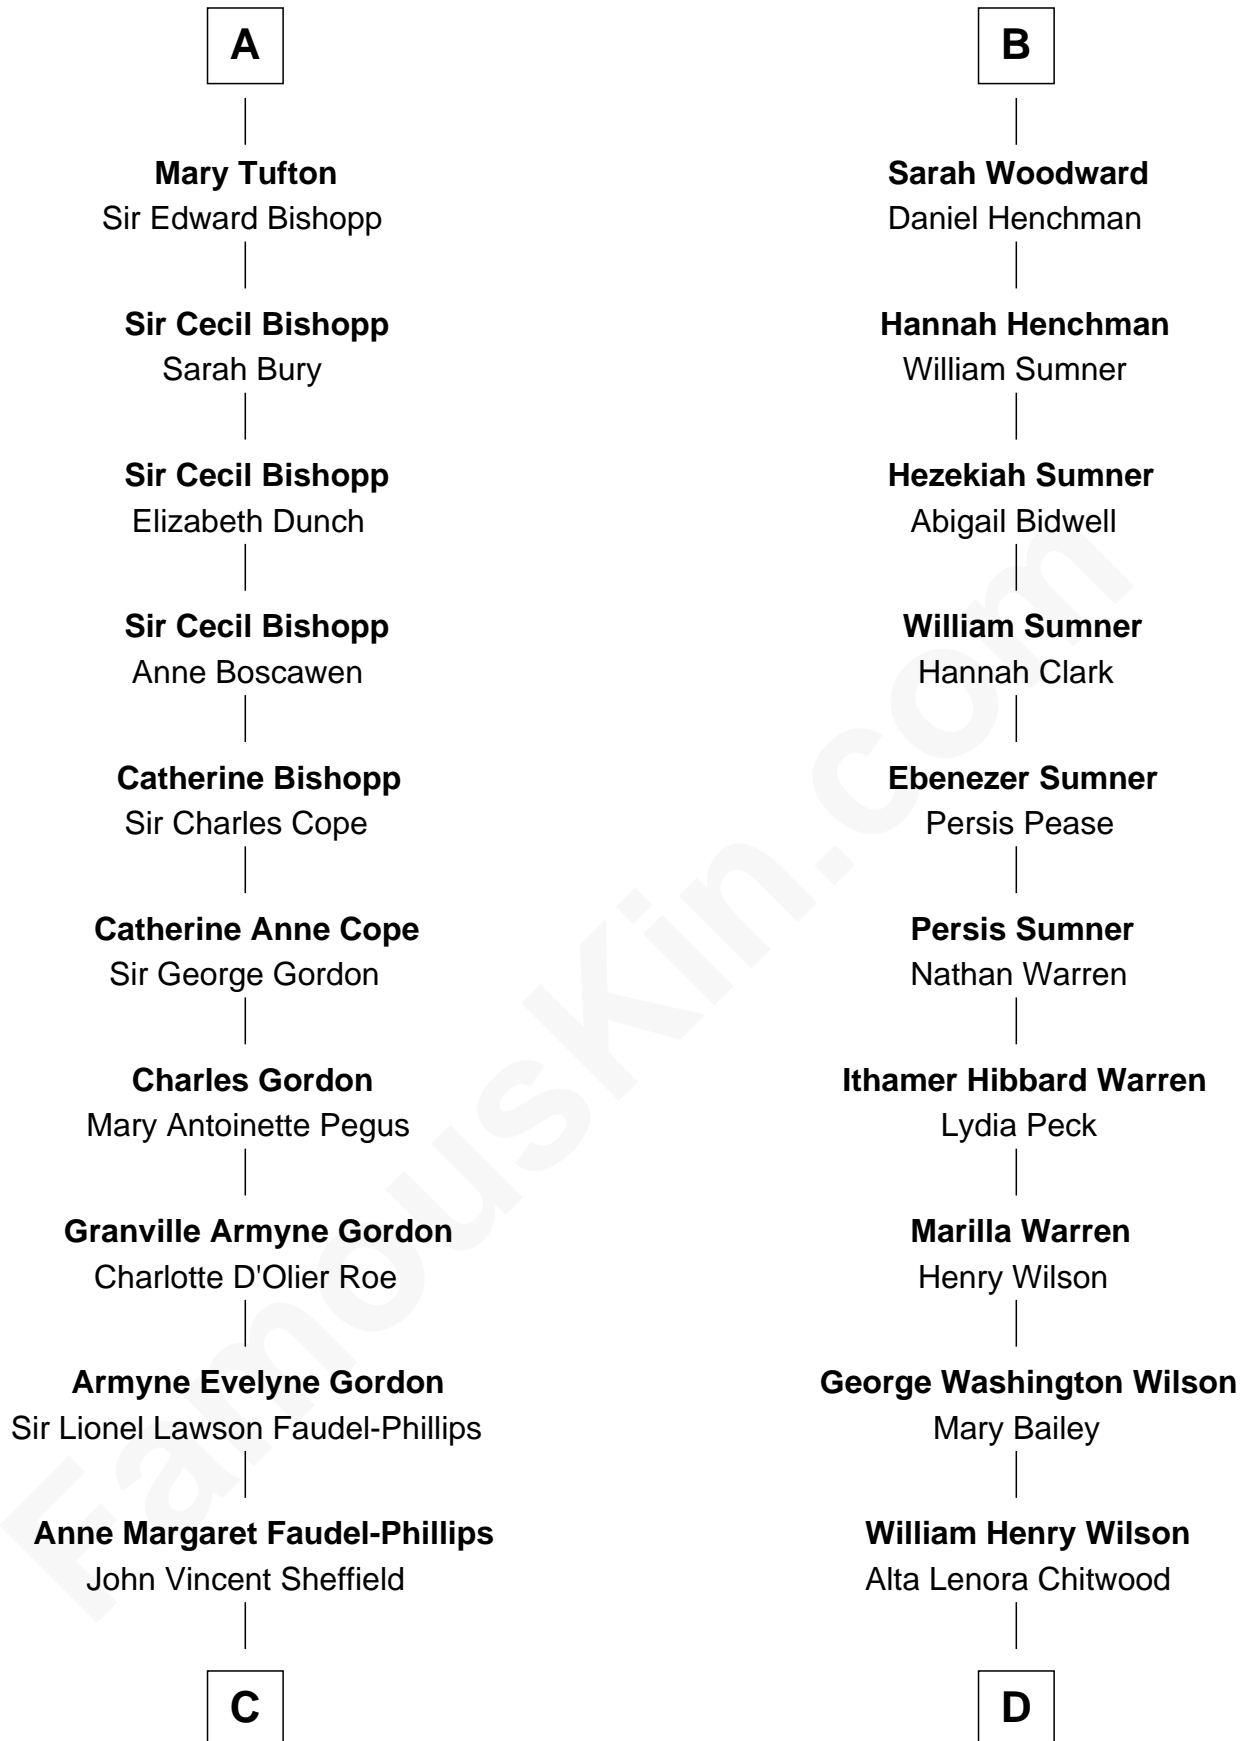 A
Mary Tufton
Sir Edward Bishopp
Sir Cecil Bishopp
Sarah Bury
Sir Cecil Bishopp
Elizabeth Dunch
Sir Cecil Bishopp
Anne Boscawen
Catherine Bishopp
Sir Charles Cope
Catherine Anne Cope
Sir George Gordon
Charles Gordon
Mary Antoinette Pegus
Granville Armyne Gordon
Charlotte D'Olier Roe
Armyne Evelyne Gordon
Sir Lionel Lawson Faudel-Phillips
Anne Margaret Faudel-Phillips
John Vincent Sheffield
C
B
Sarah Woodward
Daniel Henchman
Hannah Henchman
William Sumner
Hezekiah Sumner
Abigail Bidwell
William Sumner
Hannah Clark
Ebenezer Sumner
Persis Pease
Persis Sumner
Nathan Warren
Ithamer Hibbard Warren
Lydia Peck
Marilla Warren
Henry Wilson
George Washington Wilson
Mary Bailey
William Henry Wilson
Alta Lenora Chitwood
D
FamousKin.com